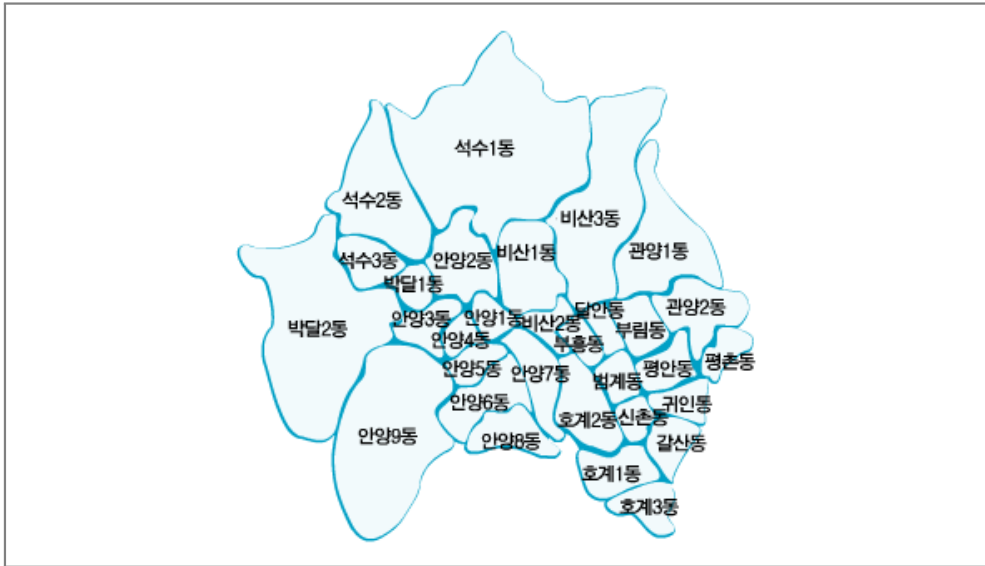 석수1동
석수2동
비산3동
석수3동
안양2동
비산1동
관양1동
박달1동
박달2동
안양3동
안양1동
비산2동
달안동
관양2동
안양4동
부흥동
부림동
안양5동
안양7동
범계동
평안동
평촌동
안양6동
호계2동
신촌동
귀인동
안양9동
안양8동
갈산동
호계1동
호계3동